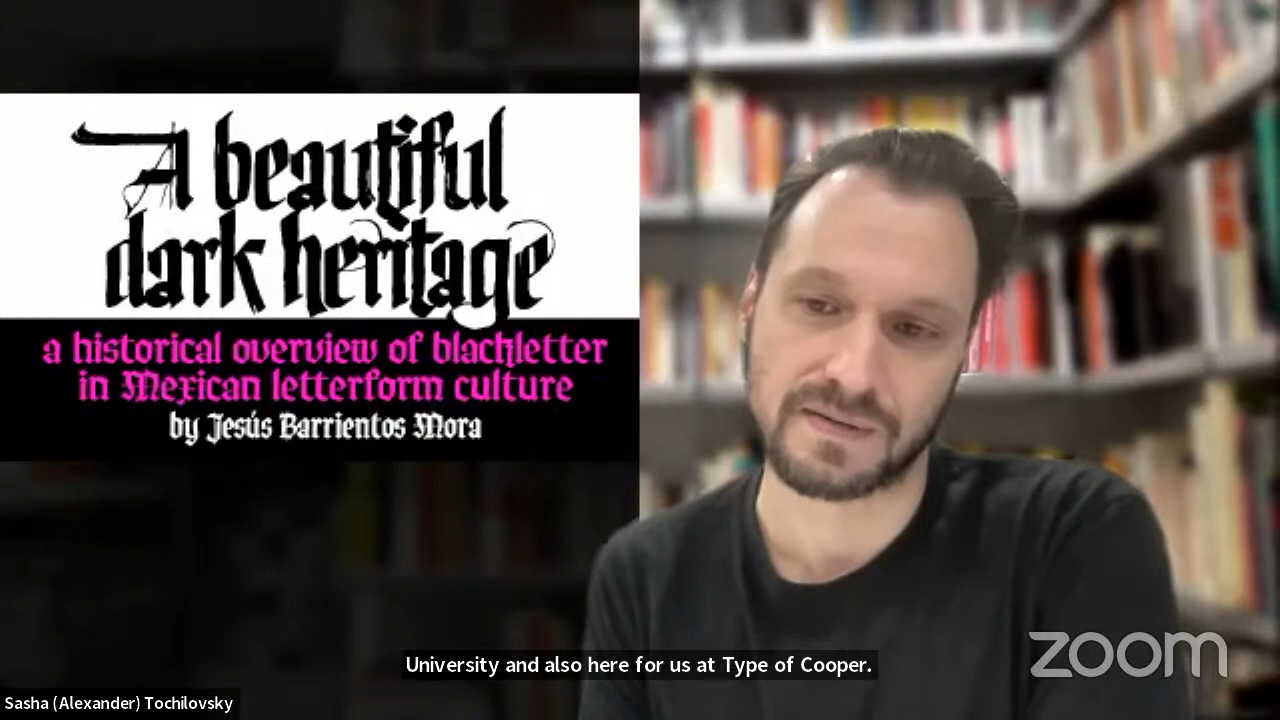 A beautiful
dark heritage
a historical overview of blackletter
in Mexican letterform culture
by Jesús Barrientos Mora
University and also here for us at Type of Cooper.
zoom
Sasha (Alexander) Tochilovsky